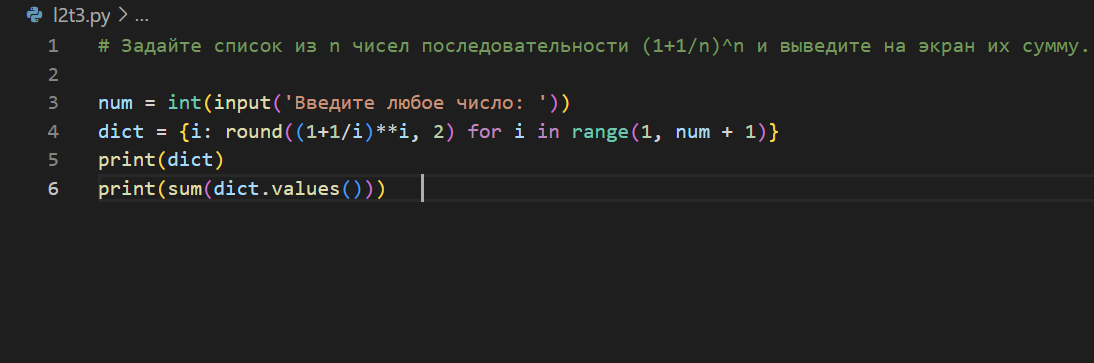 l2t3.py > ...
1 # Задайте список из n чисел последовательности (1+1/n)^n и выведите на экран их сумму.
2
3 num = int(input('Введите любое число: '))
4 dict = {i: round((1+1/i)**i, 2) for i in range(1, num + 1)}
5 print(dict)
6 print(sum(dict.values()))